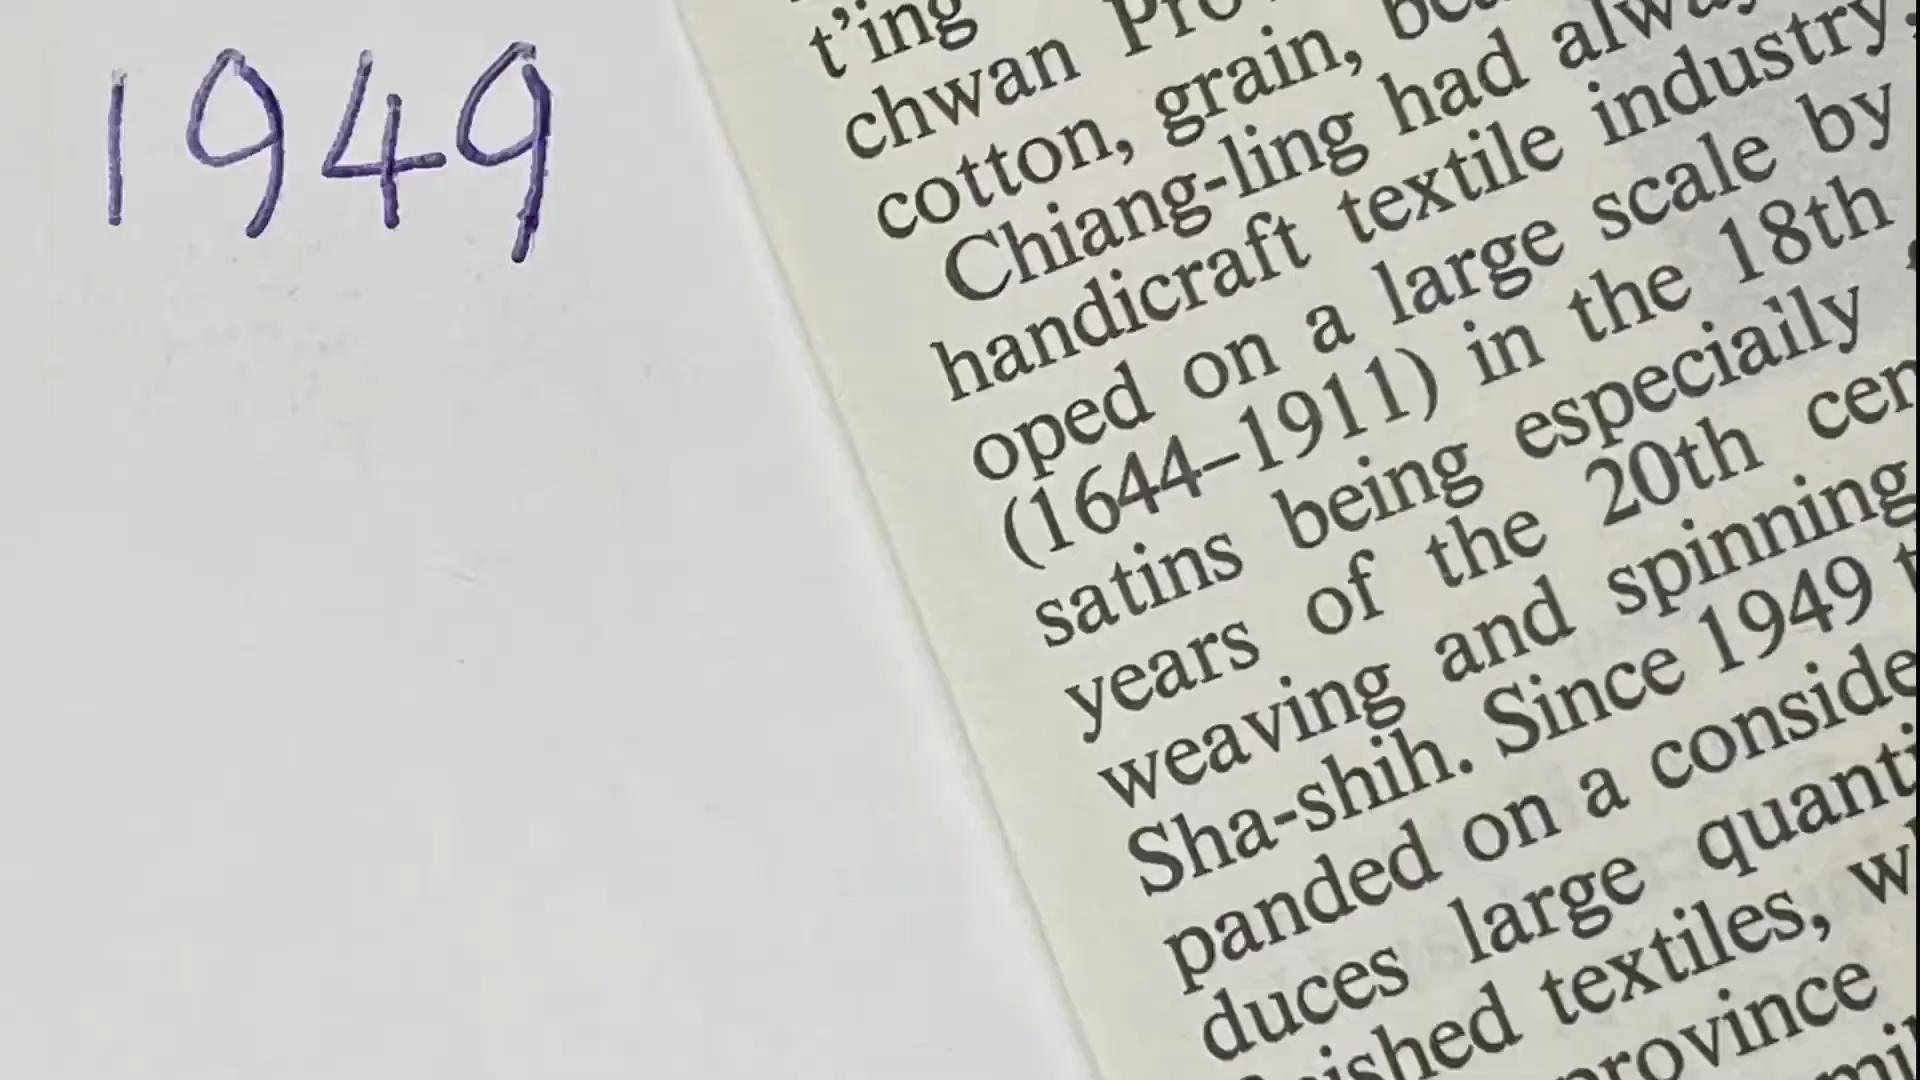 1949
t'ing
chwan
cotton, grain,
Chiang-ling had
handicraft textile industry,
oped on a large scale by
(1644–1911) in the 18th
satins being especially
years of the 20th
weaving and spinning
Sha-shih. Since 1949
panded on a
duces large
textiles,
province